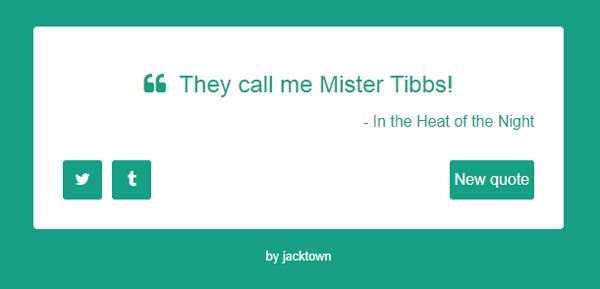 “ They call me Mister Tibbs!
- In the Heat of the Night
New quote
by jacktown